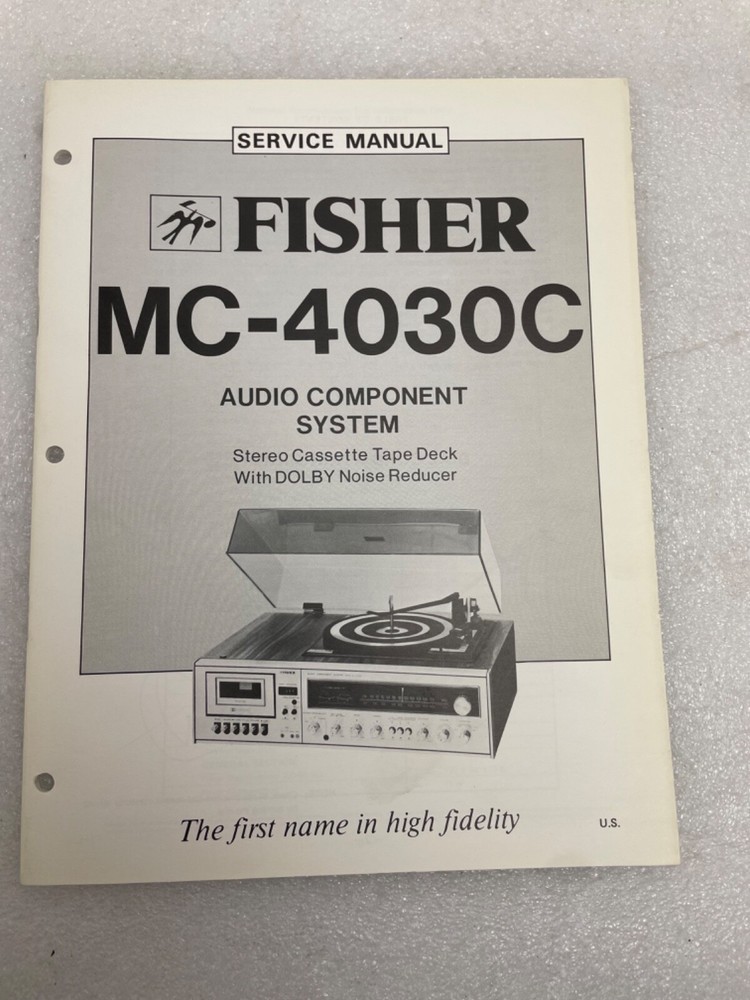 SERVICE MANUAL
FISHER
MC-4030C
AUDIO COMPONENT
SYSTEM
Stereo Cassette Tape Deck
With DOLBY Noise Reducer
The first name in high fidelity
U.S.